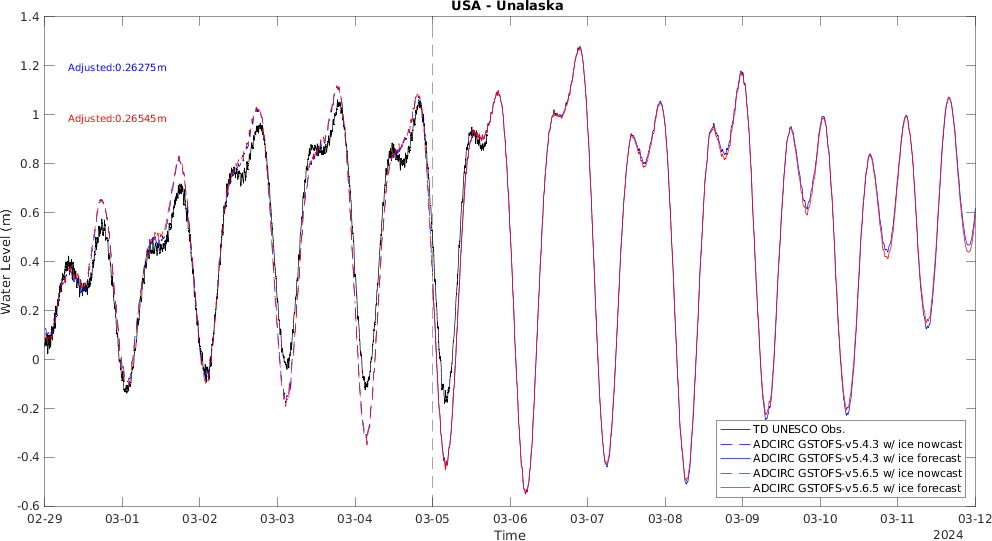 USA - Unalaska
1.4
1.2
1
0.8
0.6
0.4
0.2
0
-0.2
-0.4
-0.6
Water Level (m)
Adjusted:0.26275m
Adjusted:0.26545m
TD UNESCO Obs.
ADCIRC GSTOFS-v5.4.3 w/ ice nowcast
ADCIRC GSTOFS-v5.4.3 w/ ice forecast
ADCIRC GSTOFS-v5.6.5 w/ ice nowcast
ADCIRC GSTOFS-v5.6.5 w/ ice forecast
02-29 03-01 03-02 03-03 03-04 03-05 03-06 03-07 03-08 03-09 03-10 03-11 03-12
Time
2024